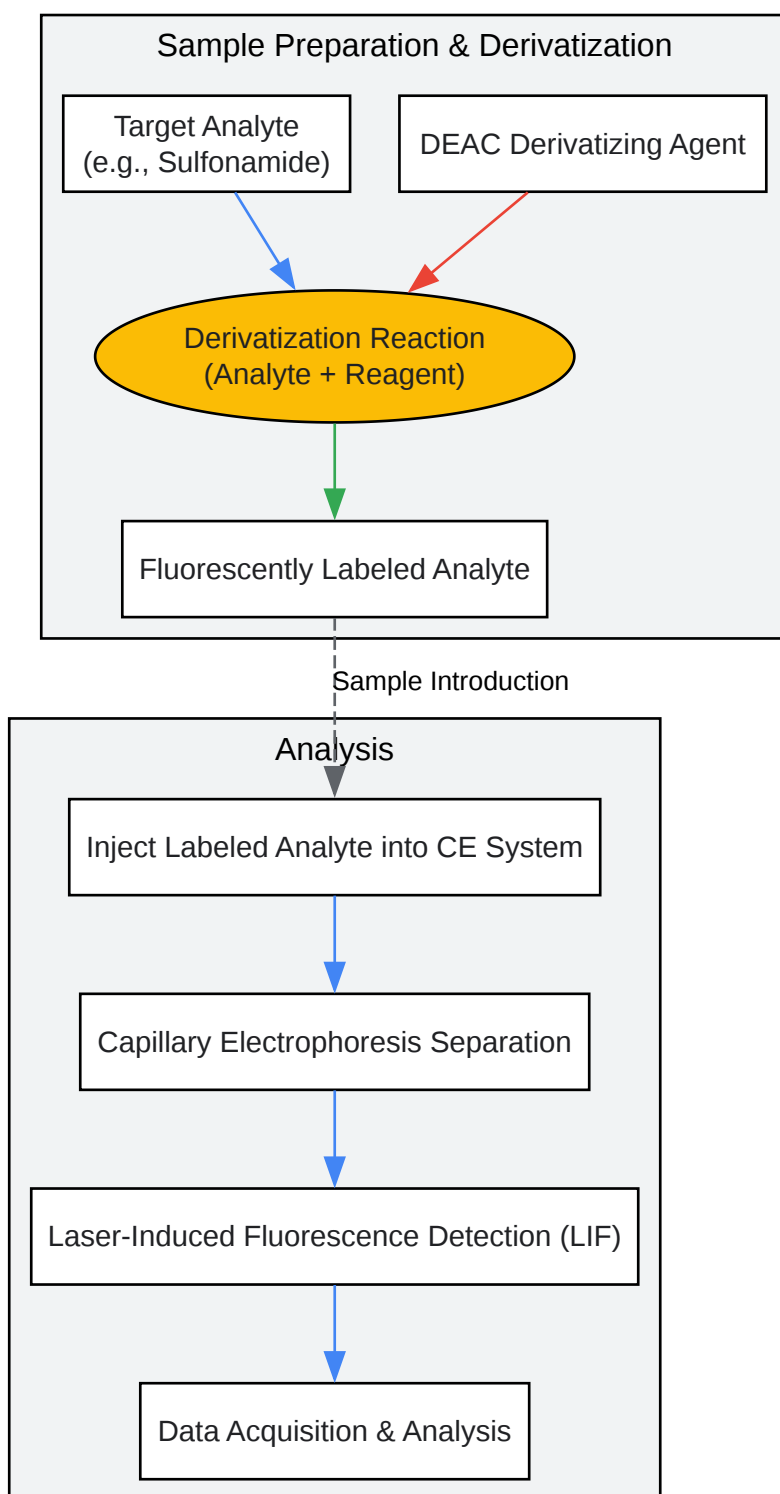 Sample Preparation & Derivatization
Target Analyte
(e.g., Sulfonamide)
DEAC Derivatizing Agent
Derivatization Reaction
(Analyte + Reagent)
Fluorescently Labeled Analyte
Sample Introduction
Analysis
Inject Labeled Analyte into CE System
Capillary Electrophoresis Separation
Laser-Induced Fluorescence Detection (LIF)
Data Acquisition & Analysis